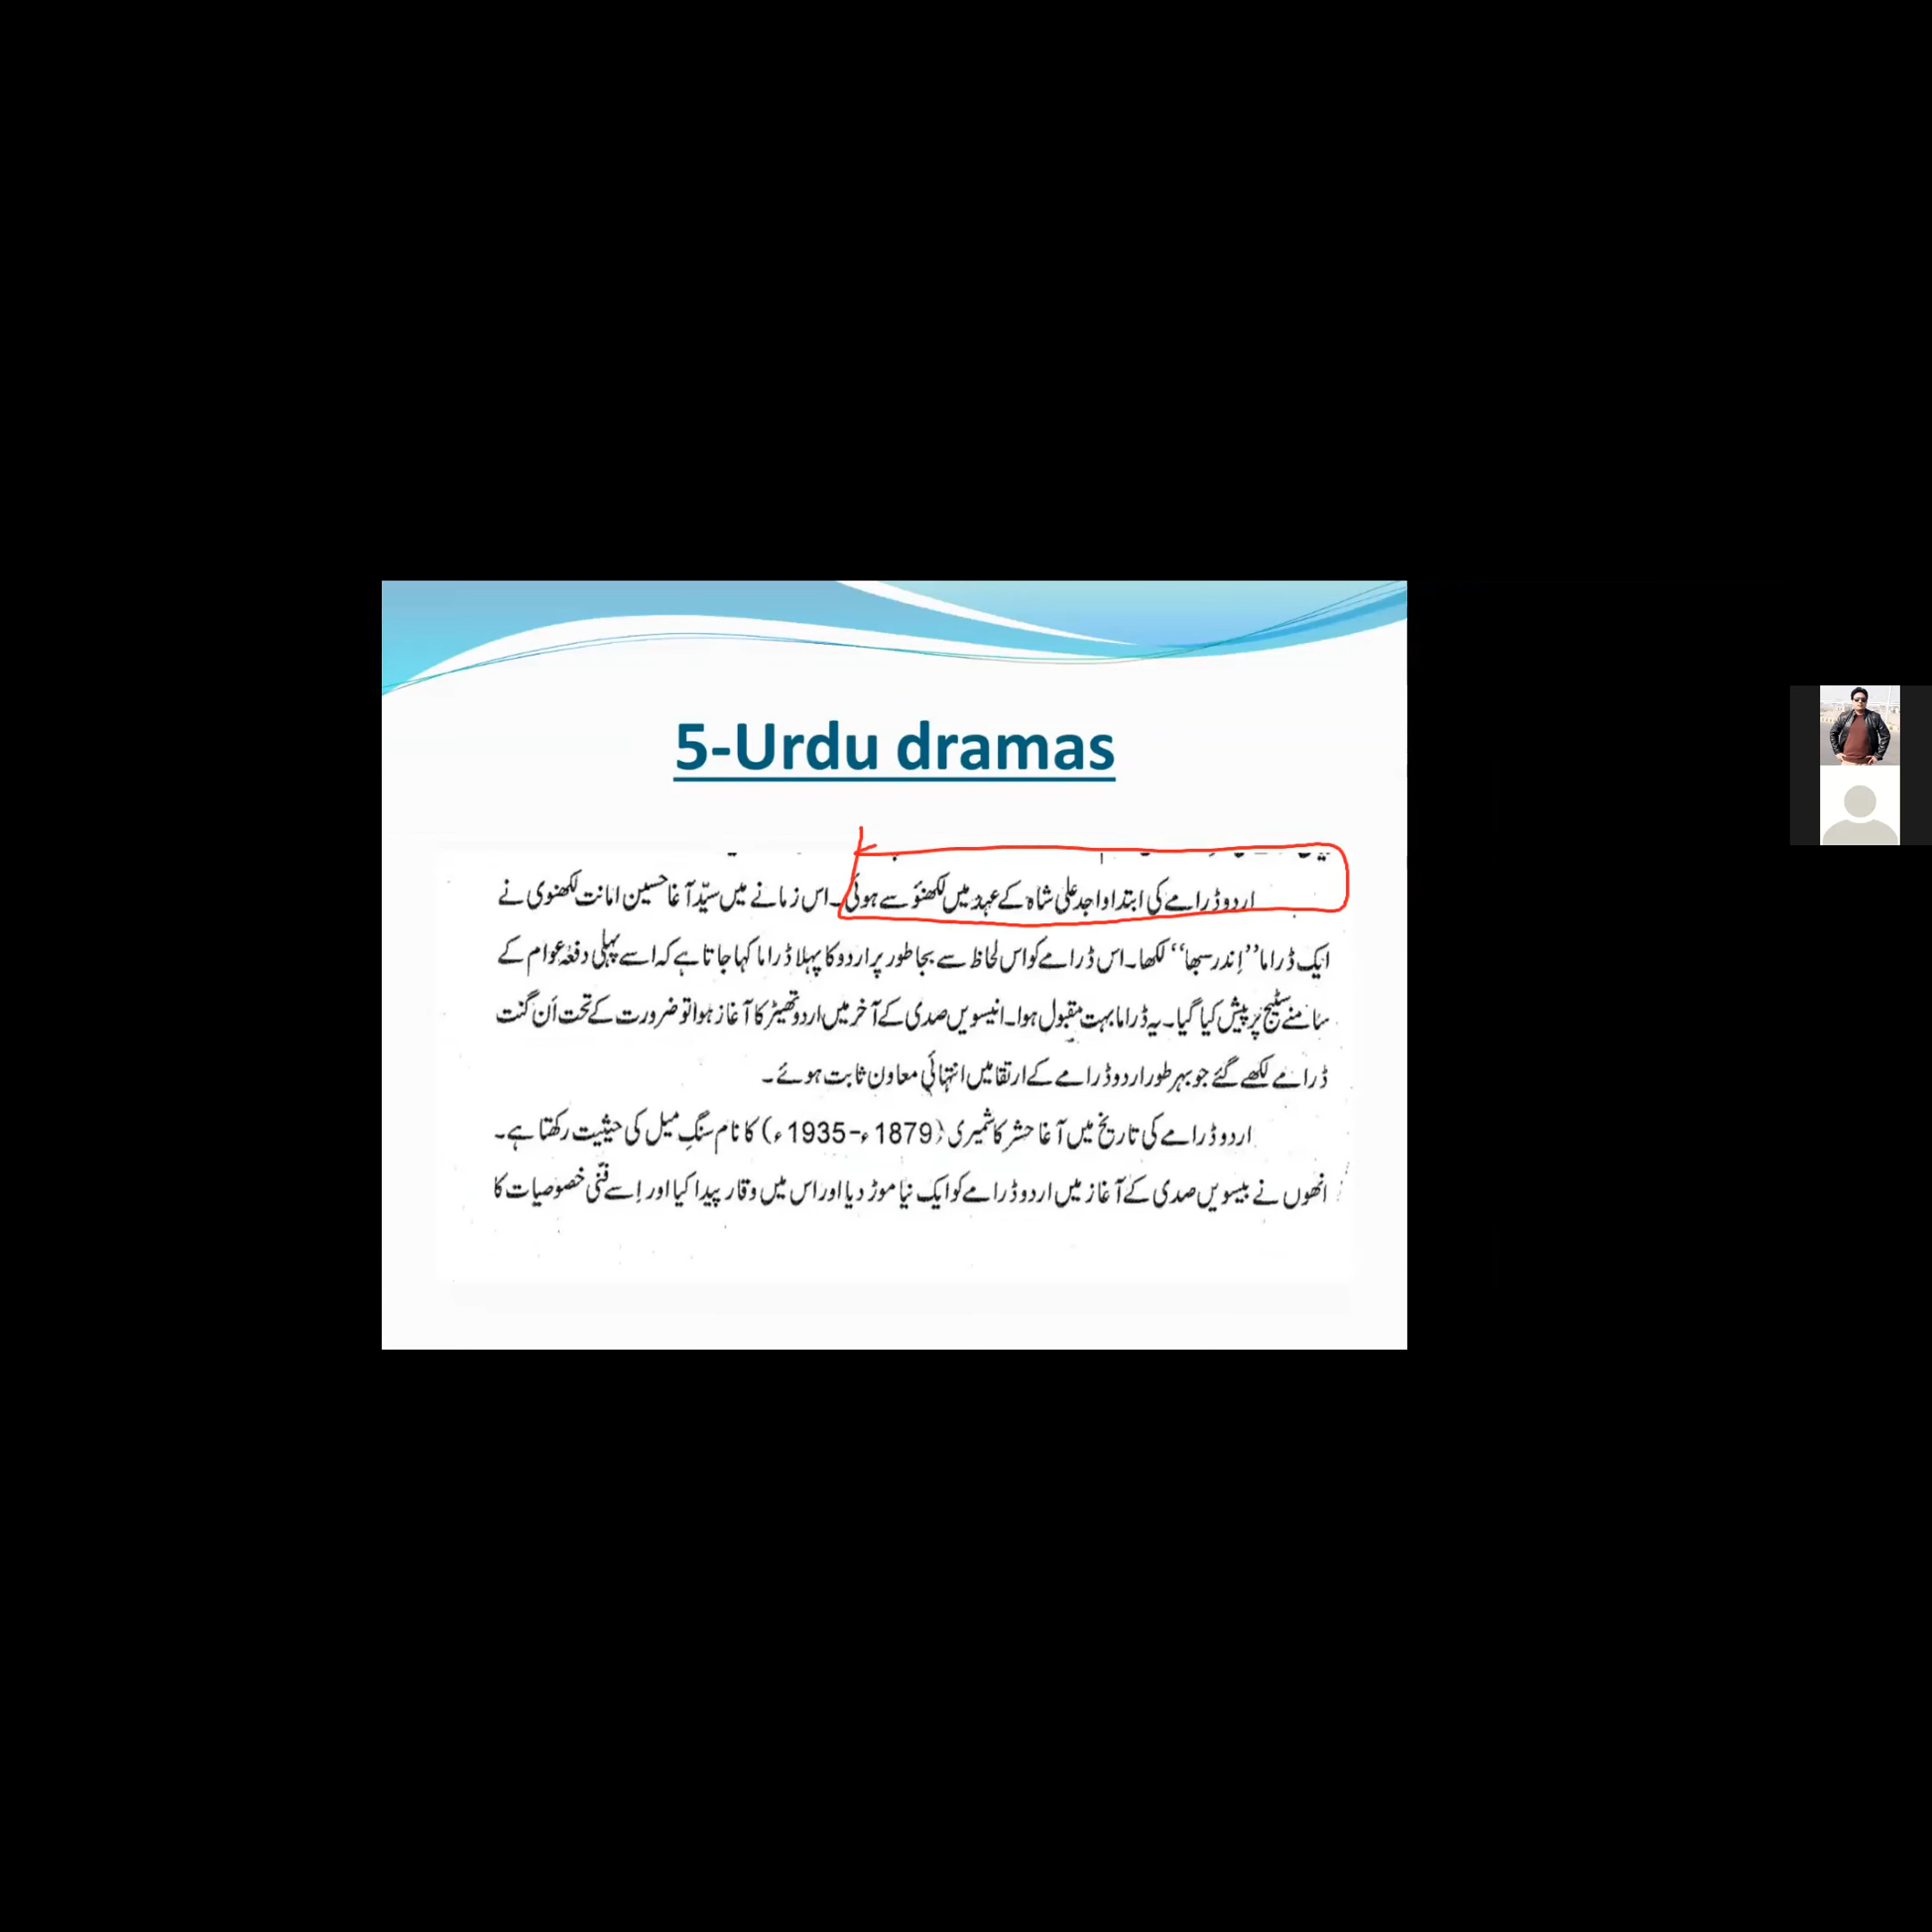 5-Urdu dramas
اردو ڈرامے کی ابتدا واجد علی شاہ کے عہد میں لکھنؤ سے ہوئی۔ اس زمانے میں سیّد آغا حسین امانت لکھنوی نے
ایک ڈراما ’’اِندر سبھا‘‘ لکھا۔ اس ڈرامے کو اس لحاظ سے بجا طور پر اردو کا پہلا ڈراما کہا جاتا ہے کہ اسے پہلی دفعہ عوام کے
سامنے سٹیج پر پیش کیا گیا۔ یہ ڈراما بہت مقبول ہوا۔ انیسویں صدی کے آخر میں اردو تھیٹر کا آغاز ہوا تو ضرورت کے تحت اَن گنت
ڈرامے لکھے گئے جو بہر طور اردو ڈرامے کے ارتقا میں انتہائی معاون ثابت ہوئے۔
اردو ڈرامے کی تاریخ میں آغا حشر کاشمیری (1879ء-1935ء) کا نام سنگِ میل کی حیثیت رکھتا ہے۔
انھوں نے بیسویں صدی کے آغاز میں اردو ڈرامے کو ایک نیا موڑ دیا اور اس میں وقار پیدا کیا اور اِسے فنّی خصوصیات کا